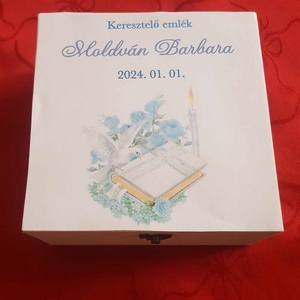 Keresztelő emlék
Moldván Barbara
2024. 01. 01.